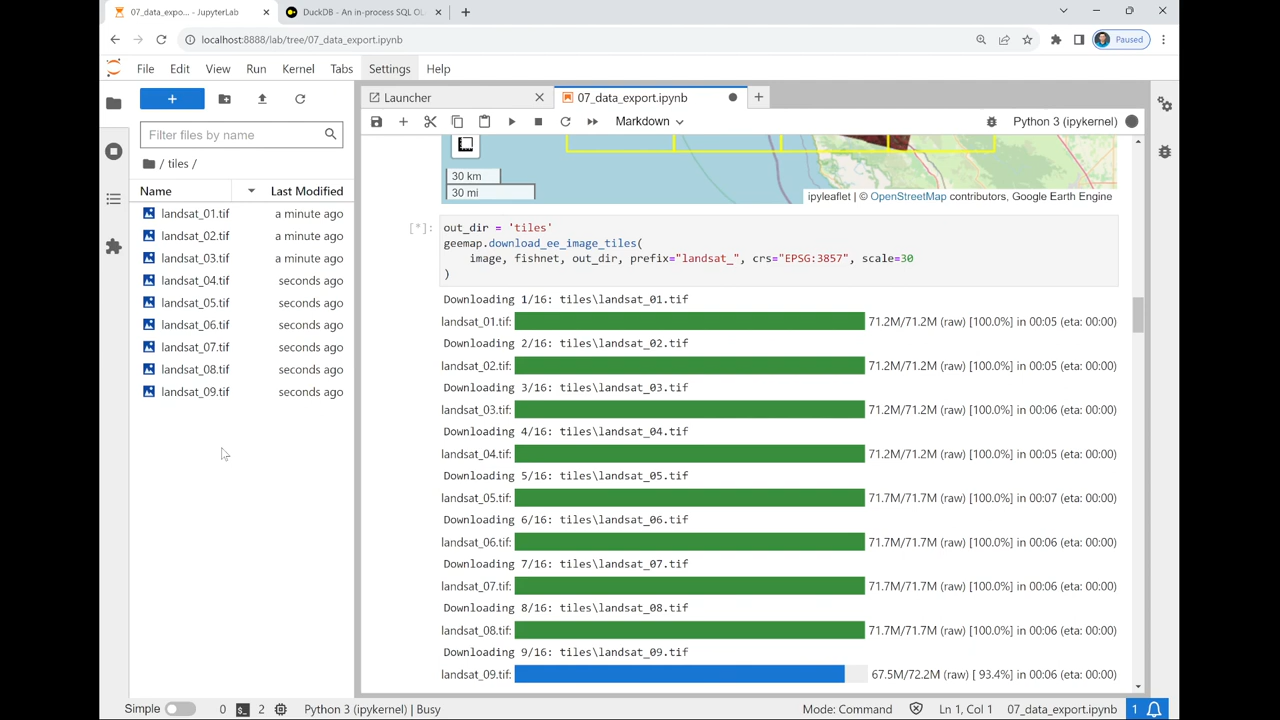 07_data_expo... - JupyterLab
DuckDB - An in-process SQL OL
localhost:8888/lab/tree/07_data_export.ipynb
Paused
File Edit View Run Kernel Tabs Settings Help
Launcher
07_data_export.ipynb
Filter files by name
Markdown
Python 3 (ipykernel)
/ tiles /
Name Last Modified
landsat_01.tif a minute ago
landsat_02.tif a minute ago
landsat_03.tif a minute ago
landsat_04.tif seconds ago
landsat_05.tif seconds ago
landsat_06.tif seconds ago
landsat_07.tif seconds ago
landsat_08.tif seconds ago
landsat_09.tif seconds ago
30 km
30 mi
ipyleaflet | © OpenStreetMap contributors, Google Earth Engine
[*]:
out_dir = 'tiles'
geemap.download_ee_image_tiles(
image, fishnet, out_dir, prefix="landsat_", crs="EPSG:3857", scale=30
)
Downloading 1/16: tiles\landsat_01.tif
landsat_01.tif: 71.2M/71.2M (raw) [100.0%] in 00:05 (eta: 00:00)
Downloading 2/16: tiles\landsat_02.tif
landsat_02.tif: 71.2M/71.2M (raw) [100.0%] in 00:05 (eta: 00:00)
Downloading 3/16: tiles\landsat_03.tif
landsat_03.tif: 71.2M/71.2M (raw) [100.0%] in 00:06 (eta: 00:00)
Downloading 4/16: tiles\landsat_04.tif
landsat_04.tif: 71.2M/71.2M (raw) [100.0%] in 00:05 (eta: 00:00)
Downloading 5/16: tiles\landsat_05.tif
landsat_05.tif: 71.7M/71.7M (raw) [100.0%] in 00:07 (eta: 00:00)
Downloading 6/16: tiles\landsat_06.tif
landsat_06.tif: 71.7M/71.7M (raw) [100.0%] in 00:06 (eta: 00:00)
Downloading 7/16: tiles\landsat_07.tif
landsat_07.tif: 71.7M/71.7M (raw) [100.0%] in 00:06 (eta: 00:00)
Downloading 8/16: tiles\landsat_08.tif
landsat_08.tif: 71.7M/71.7M (raw) [100.0%] in 00:06 (eta: 00:00)
Downloading 9/16: tiles\landsat_09.tif
landsat_09.tif: 67.5M/72.2M (raw) [ 93.4%] in 00:06 (eta: 00:00)
Simple 0 2 Python 3 (ipykernel) | Busy Mode: Command Ln 1, Col 1 07_data_export.ipynb 1